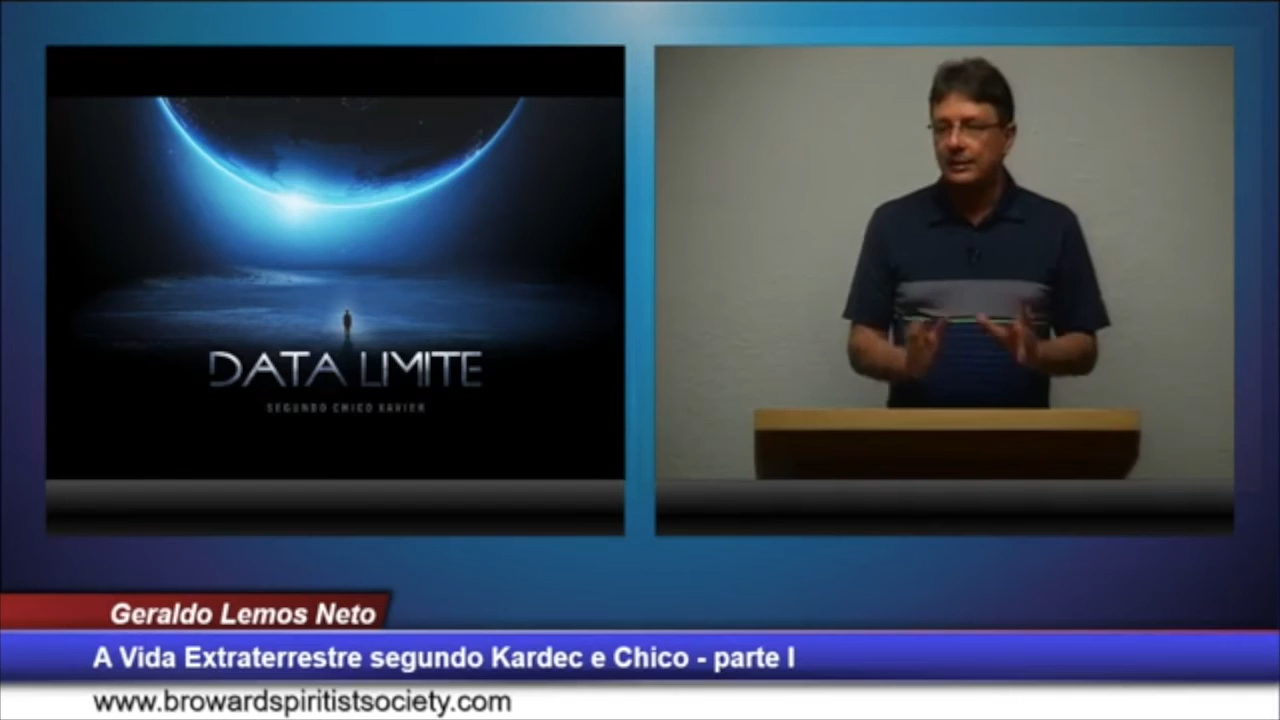 DATA LIMITE
SEGUNDO CHICO XAVIER
Geraldo Lemos Neto
A Vida Extraterrestre segundo Kardec e Chico - parte I
www.browardspiritistsociety.com